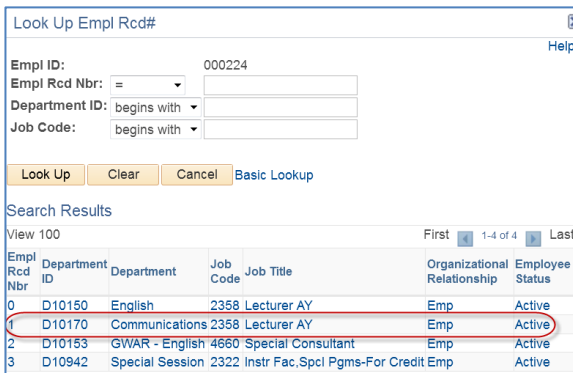 Look Up Empl Rcd#
Help
Empl ID: 000224
Empl Rcd Nbr: =
Department ID: begins with
Job Code: begins with
Look Up Clear Cancel Basic Lookup
Search Results
View 100 First 1-4 of 4 Last
Empl Rcd Nbr Department ID Department Job Code Job Title Organizational Relationship Employee Status
0 D10150 English 2358 Lecturer AY Emp Active
1 D10170 Communications 2358 Lecturer AY Emp Active
2 D10153 GWAR - English 4660 Special Consultant Emp Active
3 D10942 Special Session 2322 Instr Fac,Spcl Pgms-For Credit Emp Active